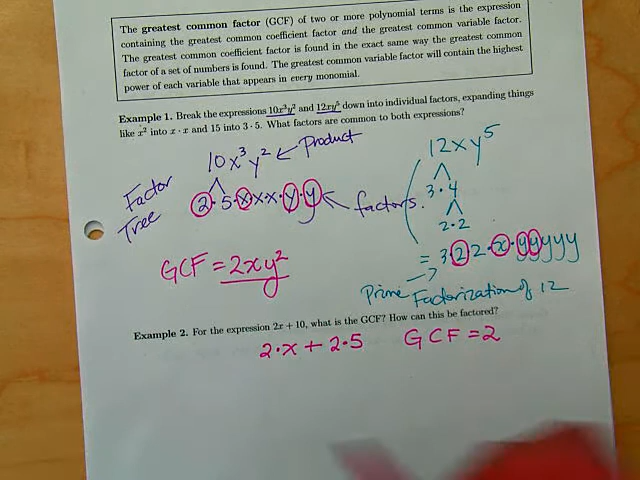 The greatest common factor (GCF) of two or more polynomial terms is the expression
containing the greatest common coefficient factor and the greatest common variable factor.
The greatest common coefficient factor is found in the exact same way the greatest common
factor of a set of numbers is found. The greatest common variable factor will contain the highest
power of each variable that appears in every monomial.
Example 1. Break the expressions 10x³y² and 12xy⁵ down into individual factors, expanding things
like x² into x · x and 15 into 3 · 5. What factors are common to both expressions?
10x³y² ← Product
12xy⁵
Factor
Tree
2·5·x·x·x·y·y ← factors.
3·4
2·2
= 3·2·2·x·yyyyy
GCF = 2xy²
Prime Factorization of 12
Example 2. For the expression 2x + 10, what is the GCF? How can this be factored?
2·x + 2·5 GCF = 2